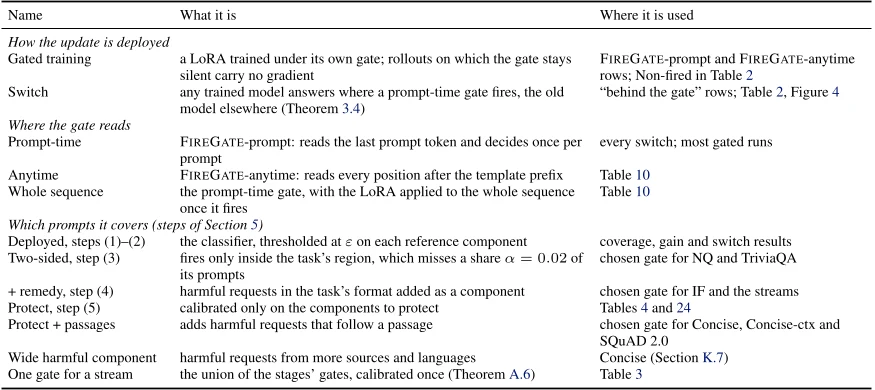 Name What it is Where it is used
How the update is deployed
Gated training a LoRA trained under its own gate; rollouts on which the gate stays FIREGATE-prompt and FIREGATE-anytime
silent carry no gradient rows; Non-fired in Table 2
Switch any trained model answers where a prompt-time gate fires, the old “behind the gate” rows; Table 2, Figure 4
model elsewhere (Theorem 3.4)
Where the gate reads
Prompt-time FIREGATE-prompt: reads the last prompt token and decides once per every switch; most gated runs
prompt
Anytime FIREGATE-anytime: reads every position after the template prefix Table 10
Whole sequence the prompt-time gate, with the LoRA applied to the whole sequence Table 10
once it fires
Which prompts it covers (steps of Section 5)
Deployed, steps (1)–(2) the classifier, thresholded at ε on each reference component coverage, gain and switch results
Two-sided, step (3) fires only inside the task’s region, which misses a share α = 0.02 of chosen gate for NQ and TriviaQA
its prompts
+ remedy, step (4) harmful requests in the task’s format added as a component chosen gate for IF and the streams
Protect, step (5) calibrated only on the components to protect Tables 4 and 24
Protect + passages adds harmful requests that follow a passage chosen gate for Concise, Concise-ctx and
SQuAD 2.0
Wide harmful component harmful requests from more sources and languages Concise (Section K.7)
One gate for a stream the union of the stages’ gates, calibrated once (Theorem A.6) Table 3